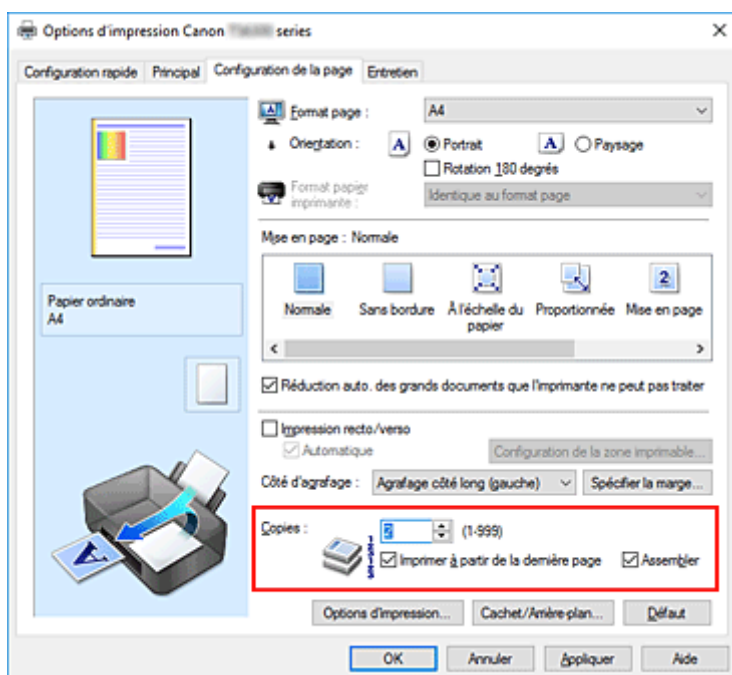 Options d'impression Canon series
Configuration rapide Principal Configuration de la page Entretien
Format page : A4
Orientation : A Portrait A Paysage
Rotation 180 degrés
Format papier imprimante : Identique au format page
Mise en page : Normale
Normale Sans bordure À l'échelle du papier Proportionnée Mise en page
2
Papier ordinaire
A4
Réduction auto. des grands documents que l'imprimante ne peut pas traiter
Impression recto/verso
Automatique Configuration de la zone imprimable...
Côté d'agrafage : Agrafage côté long (gauche) Spécifier la marge...
Copies : 2 (1-999)
Imprimer à partir de la dernière page Assembler
Options d'impression... Cachet/Arrière-plan... Défaut
OK Annuler Appliquer Aide